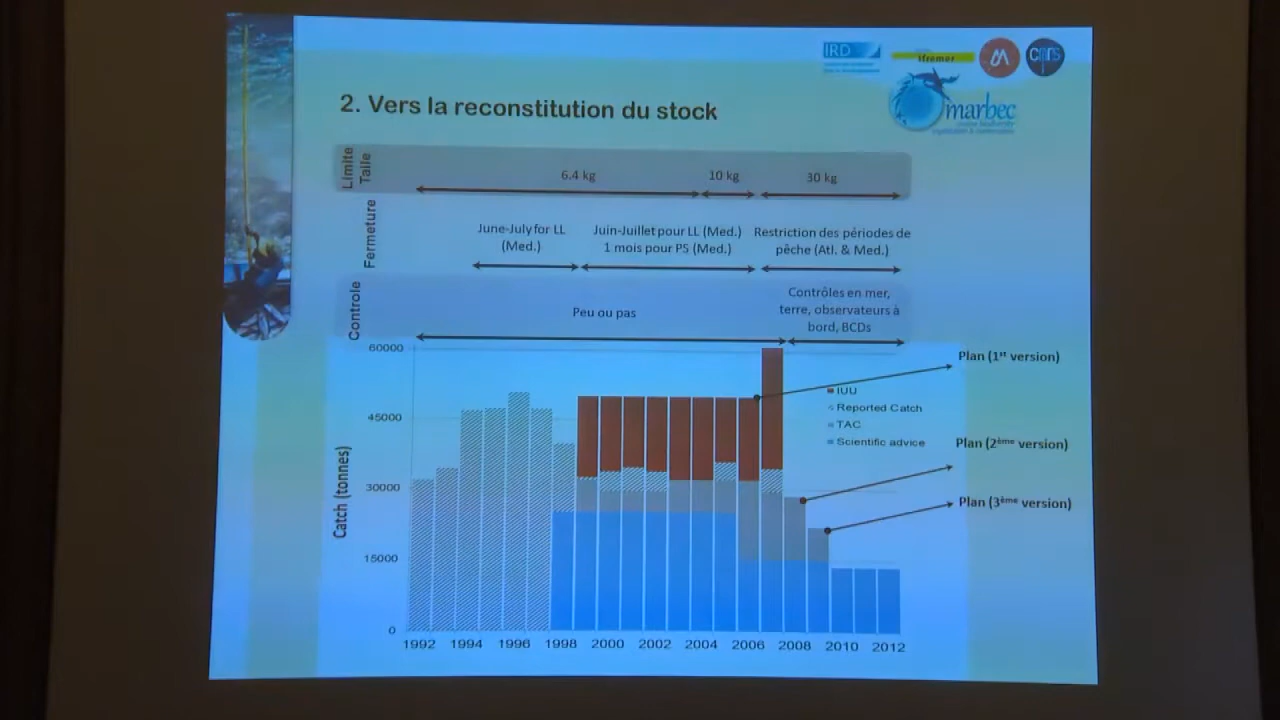 IRD
ifremer
cnrs
marbec
2. Vers la reconstitution du stock
Limite
Taille
6.4 kg
10 kg
30 kg
Fermeture
June-July for LL
(Med.)
Juin-Juillet pour LL (Med.)
1 mois pour PS (Med.)
Restriction des périodes de
pêche (Atl. & Med.)
Controle
Peu ou pas
Contrôles en mer,
terre, observateurs à
bord, BCDs
Catch (tonnes)
60000
45000
30000
15000
0
IUU
Reported Catch
TAC
Scientific advice
Plan (1st version)
Plan (2ème version)
Plan (3ème version)
1992 1994 1996 1998 2000 2002 2004 2006 2008 2010 2012